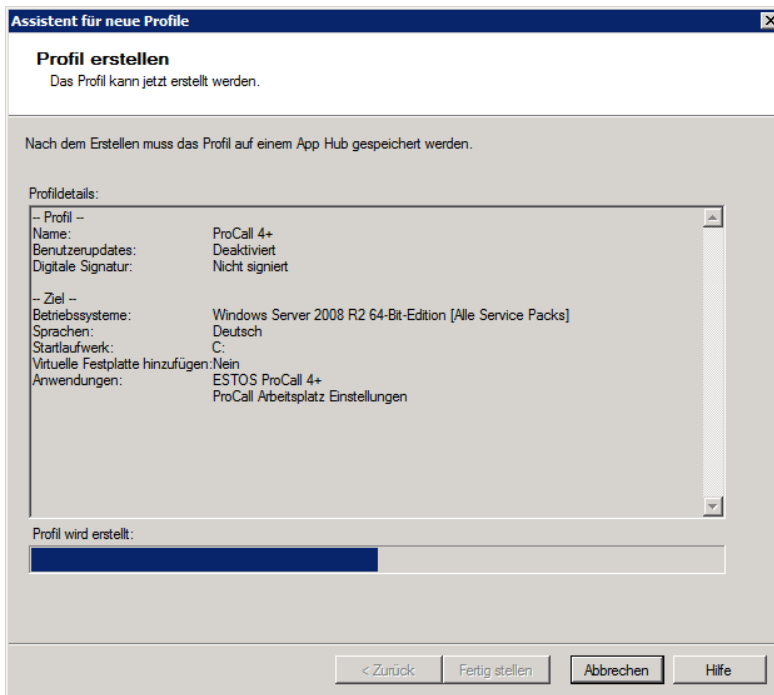 Assistent für neue Profile
Profil erstellen
Das Profil kann jetzt erstellt werden.
Nach dem Erstellen muss das Profil auf einem App Hub gespeichert werden.
Profildetails:
-- Profil --
Name: ProCall 4+
Benutzerupdates: Deaktiviert
Digitale Signatur: Nicht signiert
-- Ziel --
Betriebssysteme: Windows Server 2008 R2 64-Bit-Edition [Alle Service Packs]
Sprachen: Deutsch
Startlaufwerk: C:
Virtuelle Festplatte hinzufügen:Nein
Anwendungen: ESTOS ProCall 4+
ProCall Arbeitsplatz Einstellungen
Profil wird erstellt:
< Zurück Fertig stellen Abbrechen Hilfe